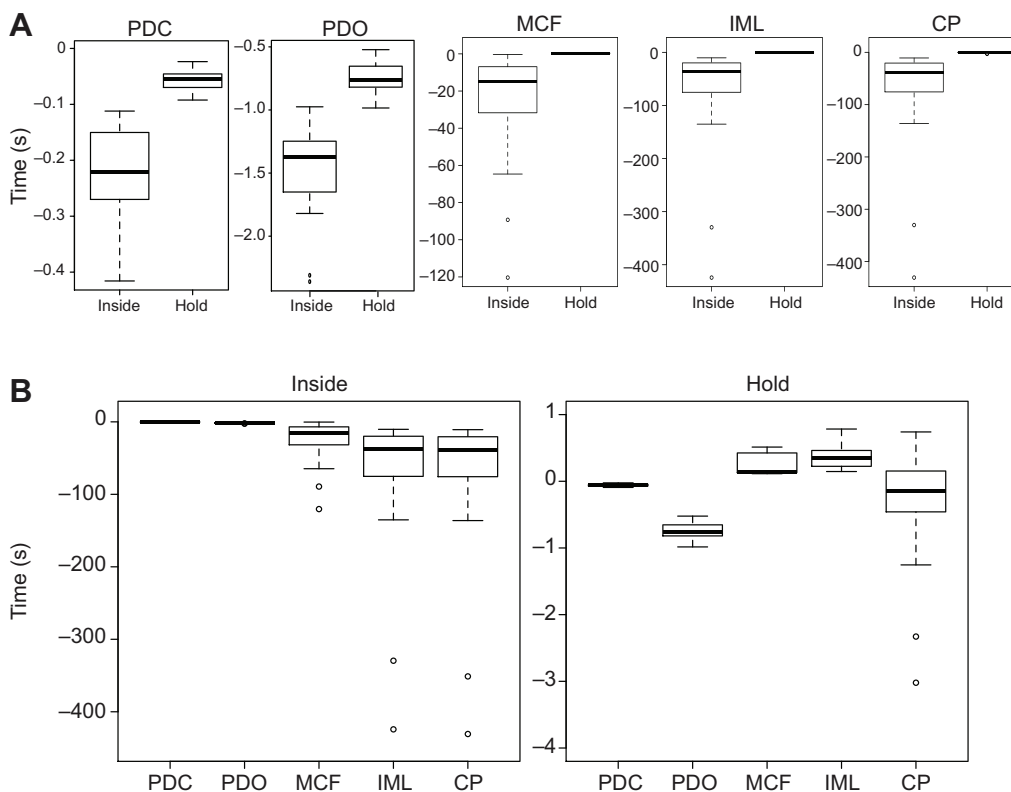 A
PDC
PDO
MCF
IML
CP
Time (s)
0
–0.1
–0.2
–0.3
–0.4
Inside Hold
–0.5
–1.0
–1.5
–2.0
Inside Hold
0
–20
–40
–60
–80
–100
–120
Inside Hold
0
–100
–200
–300
–400
Inside Hold
0
–100
–200
–300
–400
Inside Hold
B
Inside
Time (s)
0
–100
–200
–300
–400
PDC PDO MCF IML CP
Hold
1
0
–1
–2
–3
–4
PDC PDO MCF IML CP